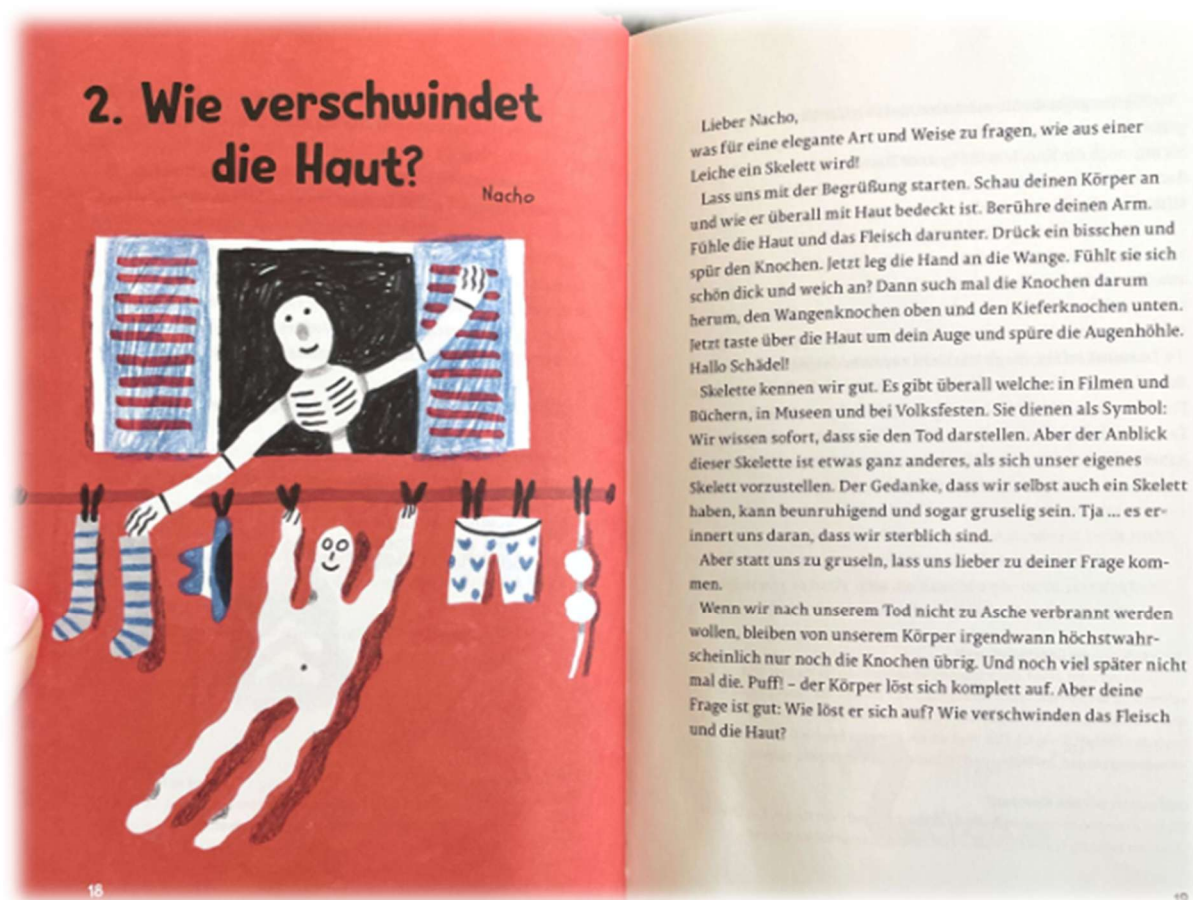 2. Wie verschwindet
die Haut?
Nacho
18
Lieber Nacho,
was für eine elegante Art und Weise zu fragen, wie aus einer
Leiche ein Skelett wird!
Lass uns mit der Begrüßung starten. Schau deinen Körper an
und wie er überall mit Haut bedeckt ist. Berühre deinen Arm.
Fühle die Haut und das Fleisch darunter. Drück ein bisschen und
spür den Knochen. Jetzt leg die Hand an die Wange. Fühlt sie sich
schön dick und weich an? Dann such mal die Knochen darum
herum, den Wangenknochen oben und den Kieferknochen unten.
Jetzt taste über die Haut um dein Auge und spüre die Augenhöhle.
Hallo Schädel!
Skelette kennen wir gut. Es gibt überall welche: in Filmen und
Büchern, in Museen und bei Volksfesten. Sie dienen als Symbol:
Wir wissen sofort, dass sie den Tod darstellen. Aber der Anblick
dieser Skelette ist etwas ganz anderes, als sich unser eigenes
Skelett vorzustellen. Der Gedanke, dass wir selbst auch ein Skelett
haben, kann beunruhigend und sogar gruselig sein. Tja ... es er-
innert uns daran, dass wir sterblich sind.
Aber statt uns zu gruseln, lass uns lieber zu deiner Frage kom-
men.
Wenn wir nach unserem Tod nicht zu Asche verbrannt werden
wollen, bleiben von unserem Körper irgendwann höchstwahr-
scheinlich nur noch die Knochen übrig. Und noch viel später nicht
mal die. Puff! – der Körper löst sich komplett auf. Aber deine
Frage ist gut: Wie löst er sich auf? Wie verschwinden das Fleisch
und die Haut?